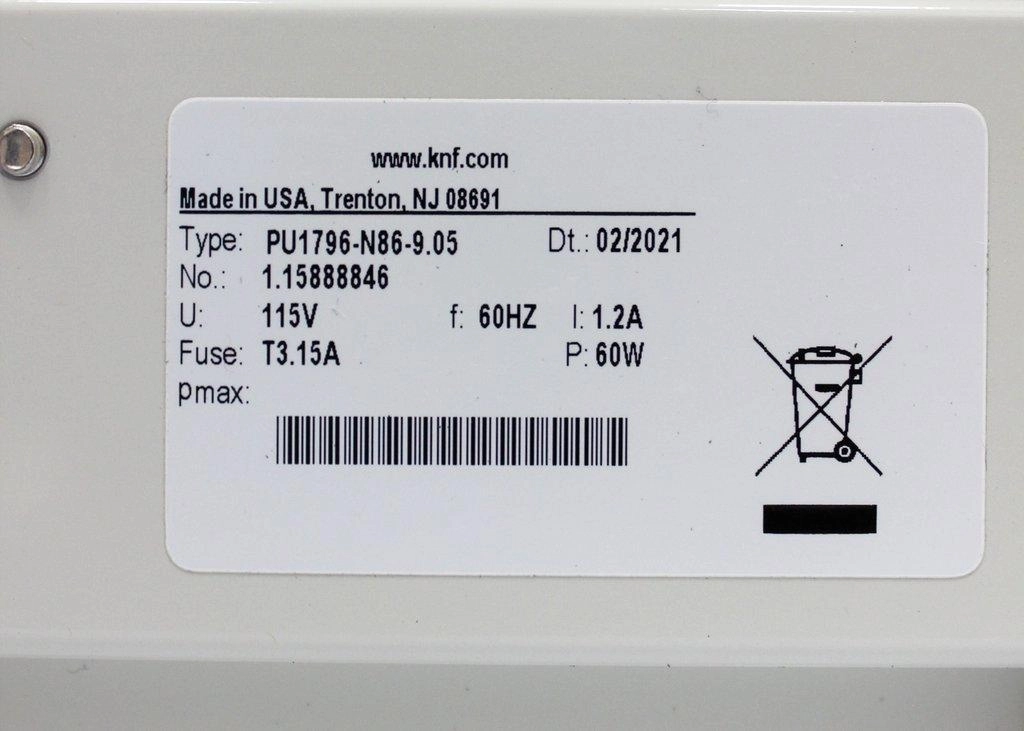 www.knf.com
Made in USA, Trenton, NJ 08691
Type: PU1796-N86-9.05 Dt.: 02/2021
No.: 1.15888846
U: 115V f: 60HZ I: 1.2A
Fuse: T3.15A P: 60W
pmax: